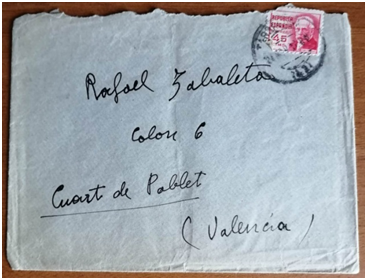 REPUBLICA
ESPAÑOLA
45
Rafael Zabaleta
Colon 6
Cuart de Poblet
(Valencia)